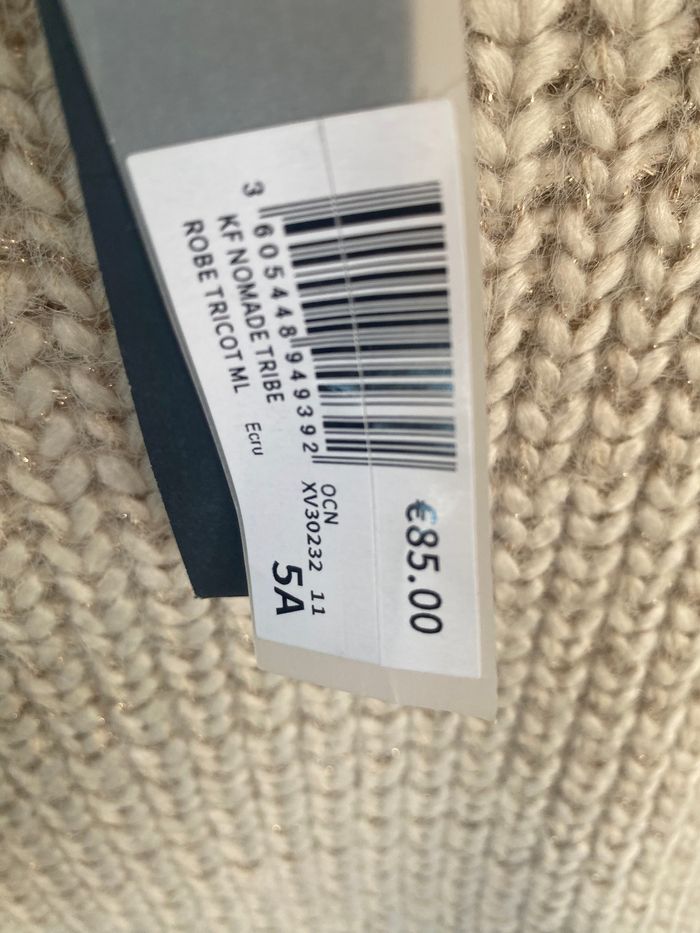 €85.00
3 605448 949392
KF NOMADE TRIBE
ROBE TRICOT ML
Ecru
OCN
XV30232 11
5A